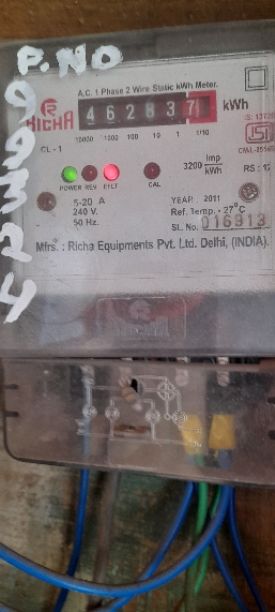 P.NO
99324
A.C. 1 Phase 2 Wire Static kWh Meter.
RICHA
462837 kWh
10000 1000 100 10 1 1/10
CL - 1
3200 Imp/kWh
POWER REV E/LT CAL
5-20 A
240 V.
50 Hz.
YEAR 2011
Ref. Temp. - 27°C
SL. No. 016913
Mfrs. : Richa Equipments Pvt. Ltd. Delhi, (INDIA).
RICHA